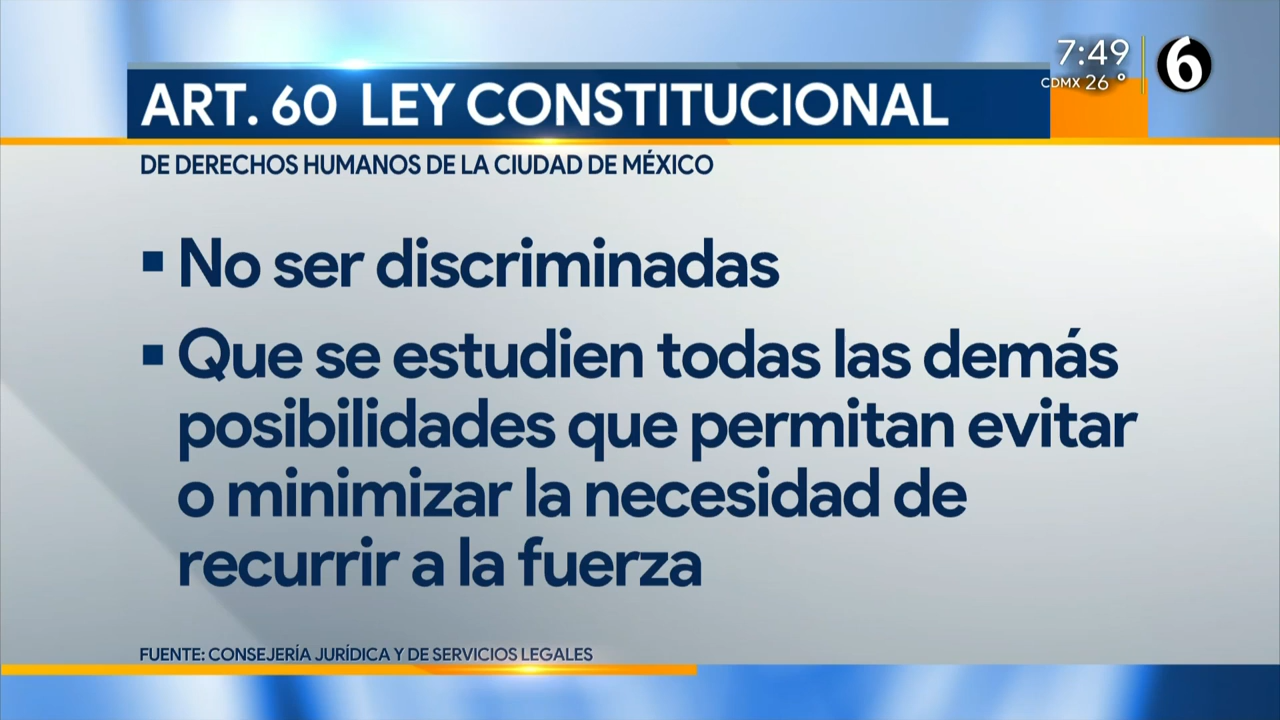 7:49
CDMX 26°
6
ART. 60 LEY CONSTITUCIONAL
DE DERECHOS HUMANOS DE LA CIUDAD DE MÉXICO
▪ No ser discriminadas
▪ Que se estudien todas las demás
posibilidades que permitan evitar
o minimizar la necesidad de
recurrir a la fuerza
FUENTE: CONSEJERÍA JURÍDICA Y DE SERVICIOS LEGALES